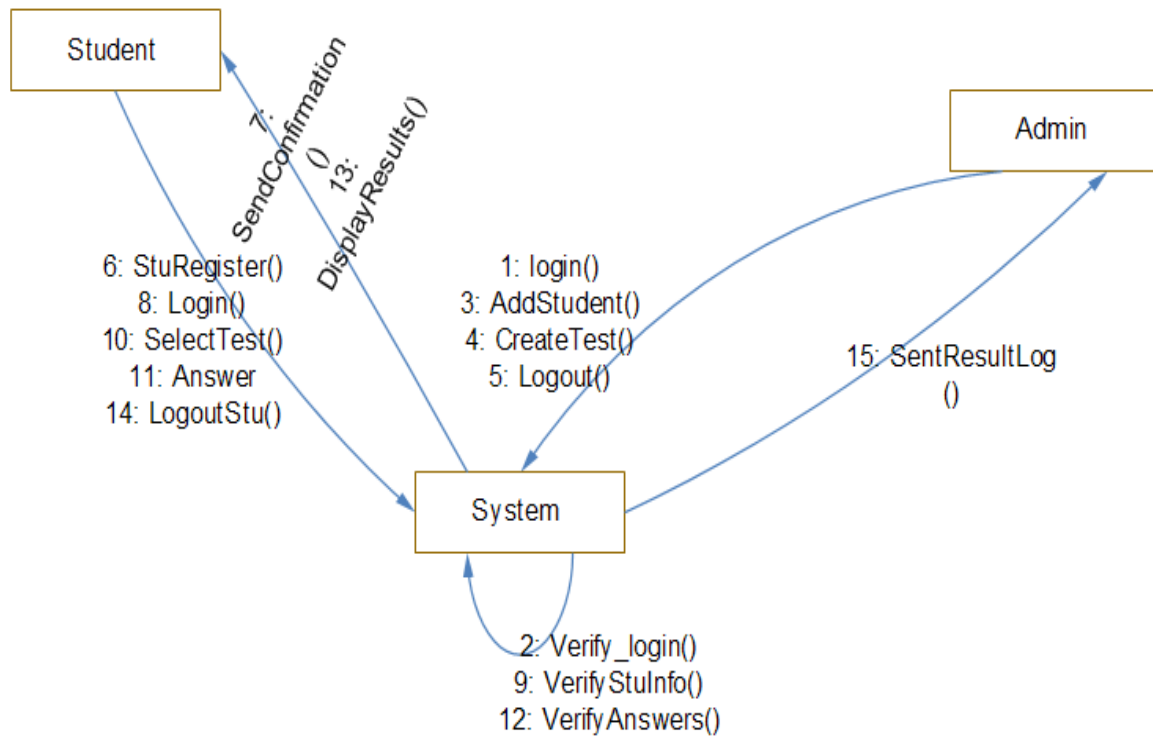 Student
7:
SendConfirmation
()
13:
DisplayResults()
Admin
6: StuRegister()
8: Login()
10: SelectTest()
11: Answer
14: LogoutStu()
1: login()
3: AddStudent()
4: CreateTest()
5: Logout()
15: SentResultLog
()
System
2: Verify_login()
9: VerifyStuInfo()
12: VerifyAnswers()